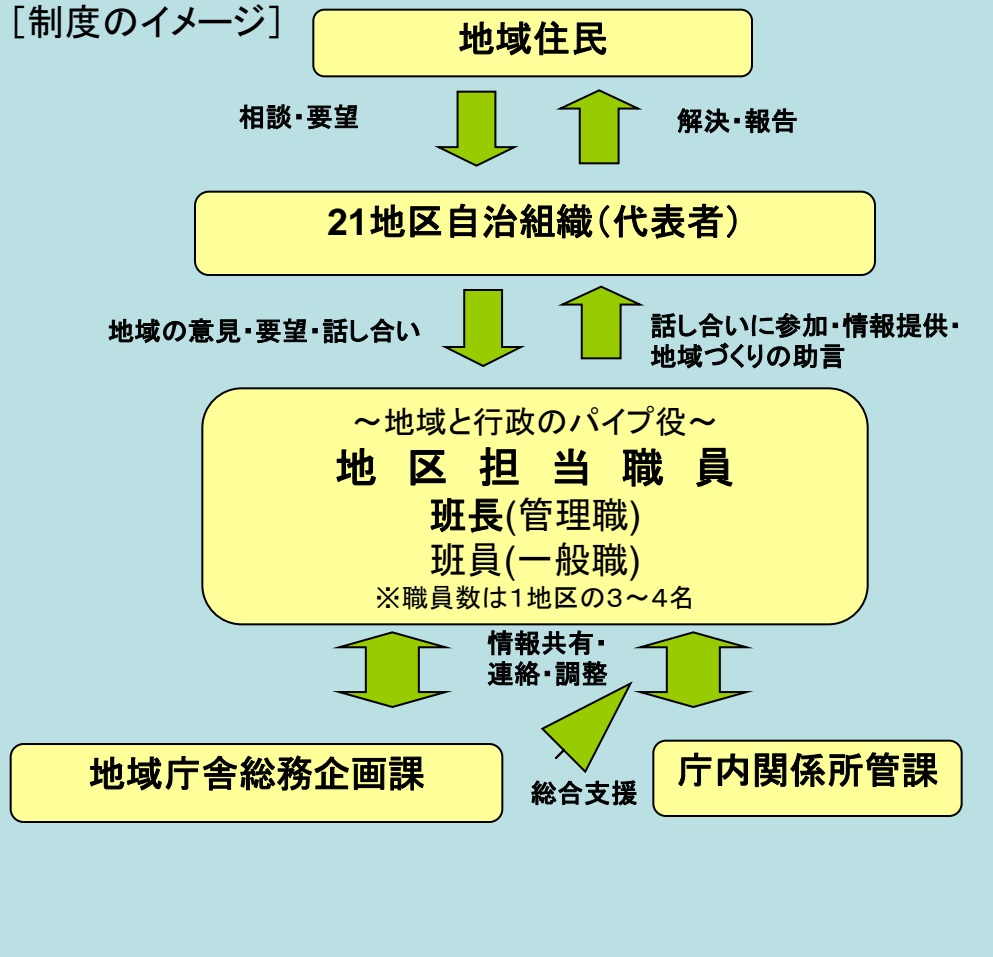 [制度のイメージ]
地域住民
相談・要望
解決・報告
21地区自治組織(代表者)
地域の意見・要望・話し合い
話し合いに参加・情報提供・
地域づくりの助言
～地域と行政のパイプ役～
地区担当職員
班長(管理職)
班員(一般職)
※職員数は1地区の3～4名
情報共有・
連絡・調整
地域庁舎総務企画課
総合支援
庁内関係所管課